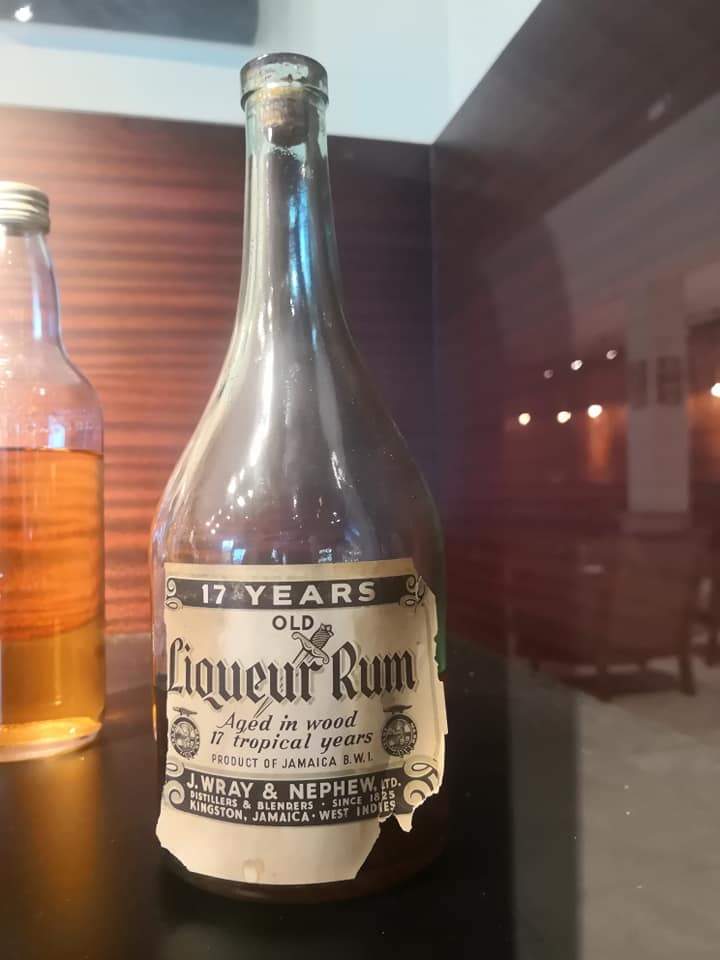 17 YEARS
OLD
Liqueur Rum
Aged in wood
17 tropical years
PRODUCT OF JAMAICA B.W.I.
J. WRAY & NEPHEW, LTD.
DISTILLERS & BLENDERS · SINCE 1825
KINGSTON, JAMAICA · WEST INDIES